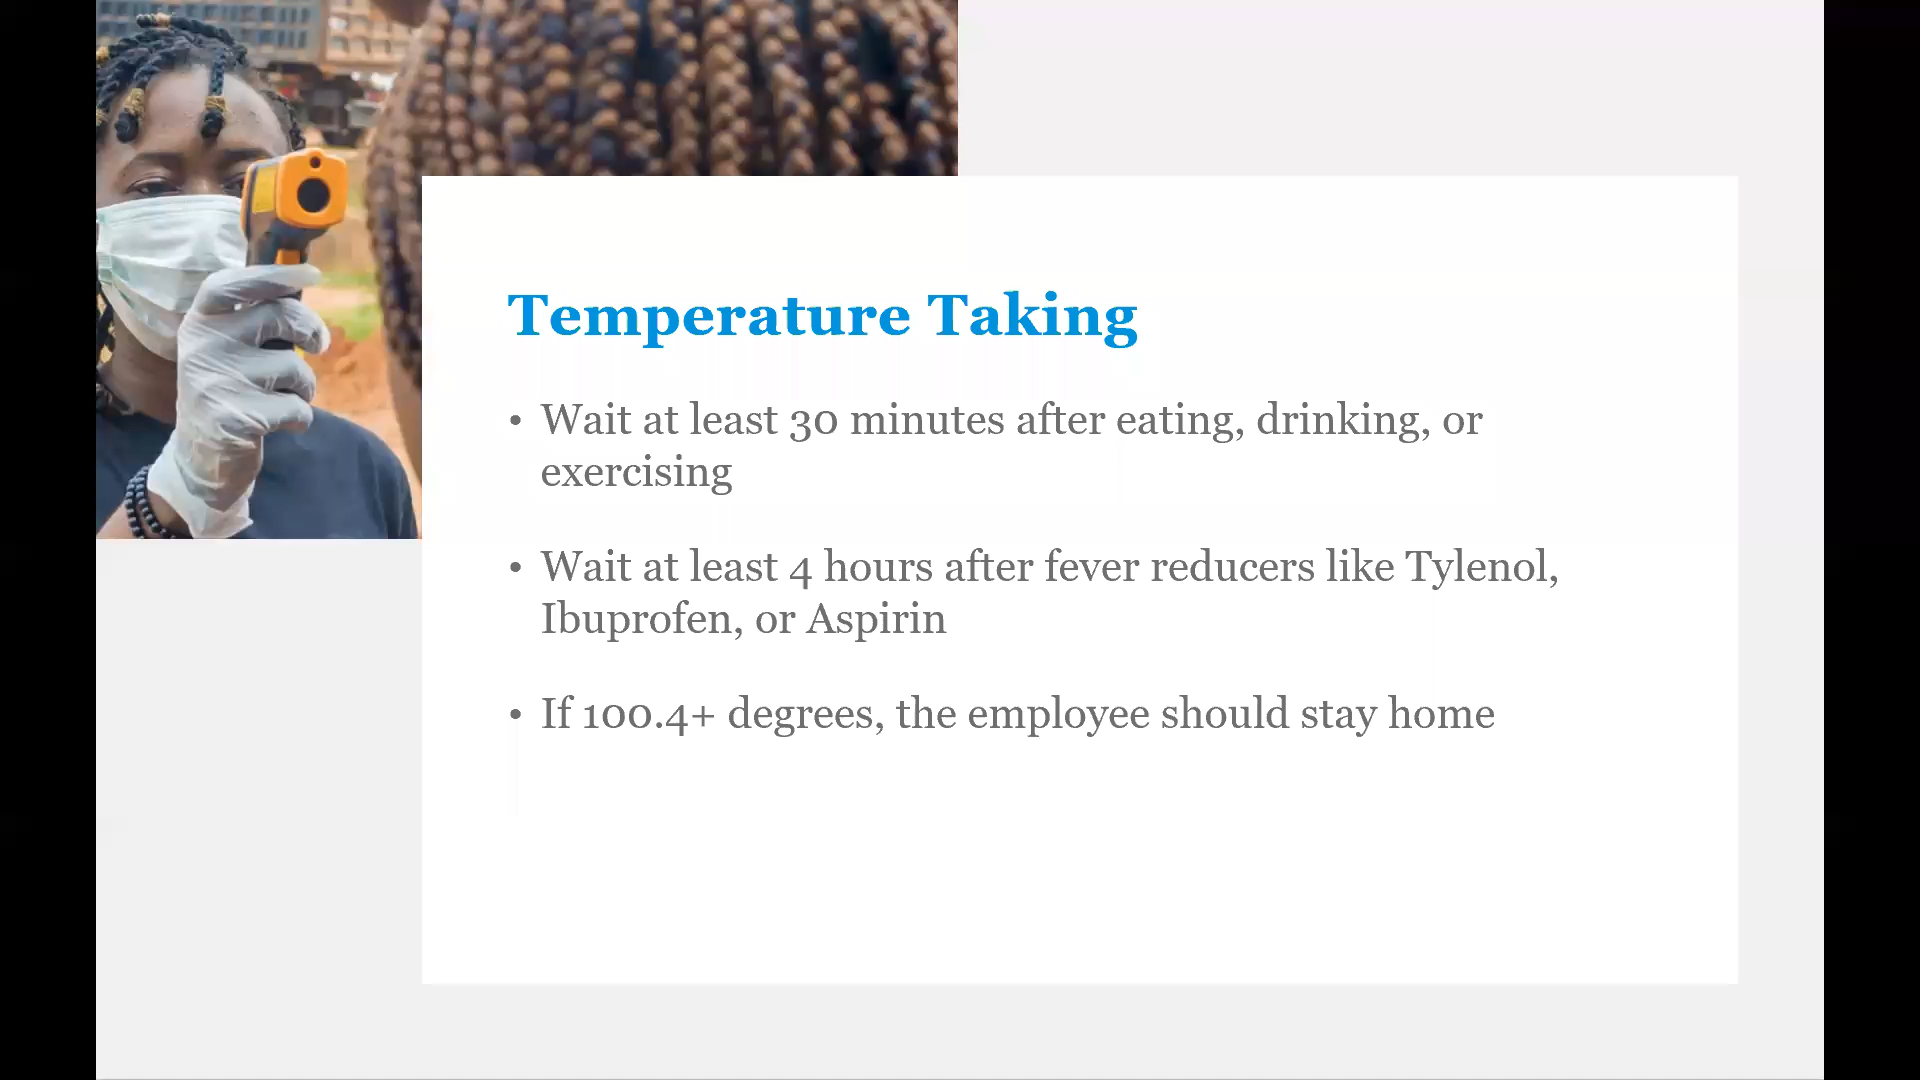 Temperature Taking
• Wait at least 30 minutes after eating, drinking, or
exercising
• Wait at least 4 hours after fever reducers like Tylenol,
Ibuprofen, or Aspirin
• If 100.4+ degrees, the employee should stay home